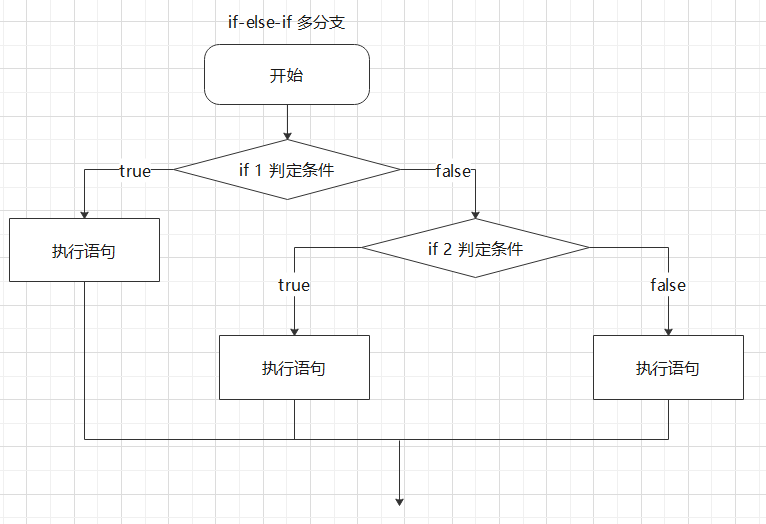 if-else-if 多分支
开始
if 1 判定条件
true
false
执行语句
if 2 判定条件
true
false
执行语句
执行语句